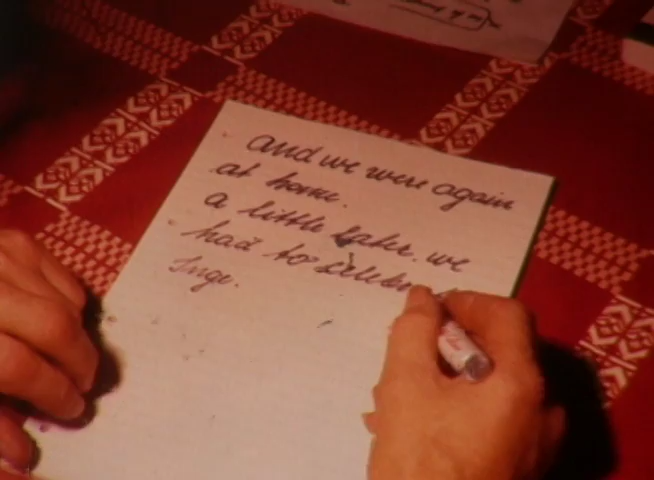 and we were again
at home.
a little later. we
had to
Inge.